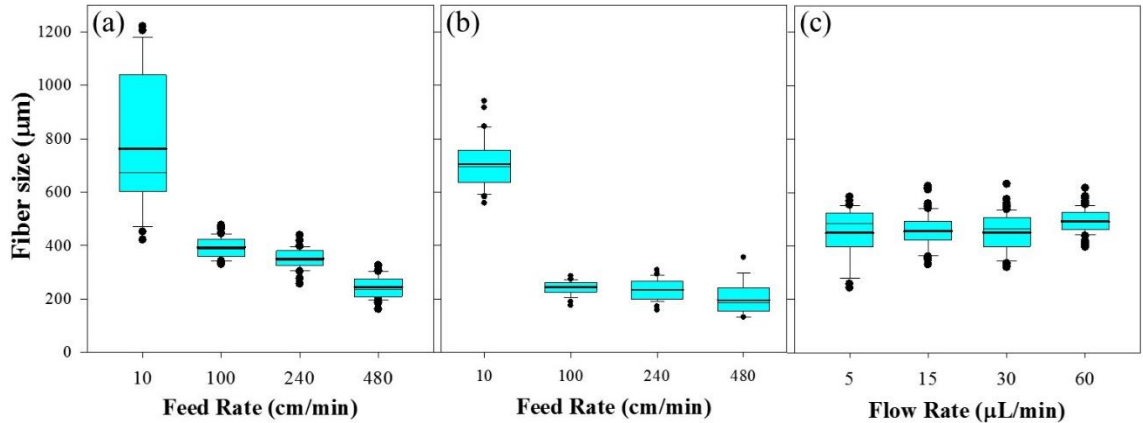 (a)
(b)
(c)
1200
1000
800
600
400
200
0
Fiber size (μm)
10 100 240 480
10 100 240 480
5 15 30 60
Feed Rate (cm/min)
Feed Rate (cm/min)
Flow Rate (μL/min)